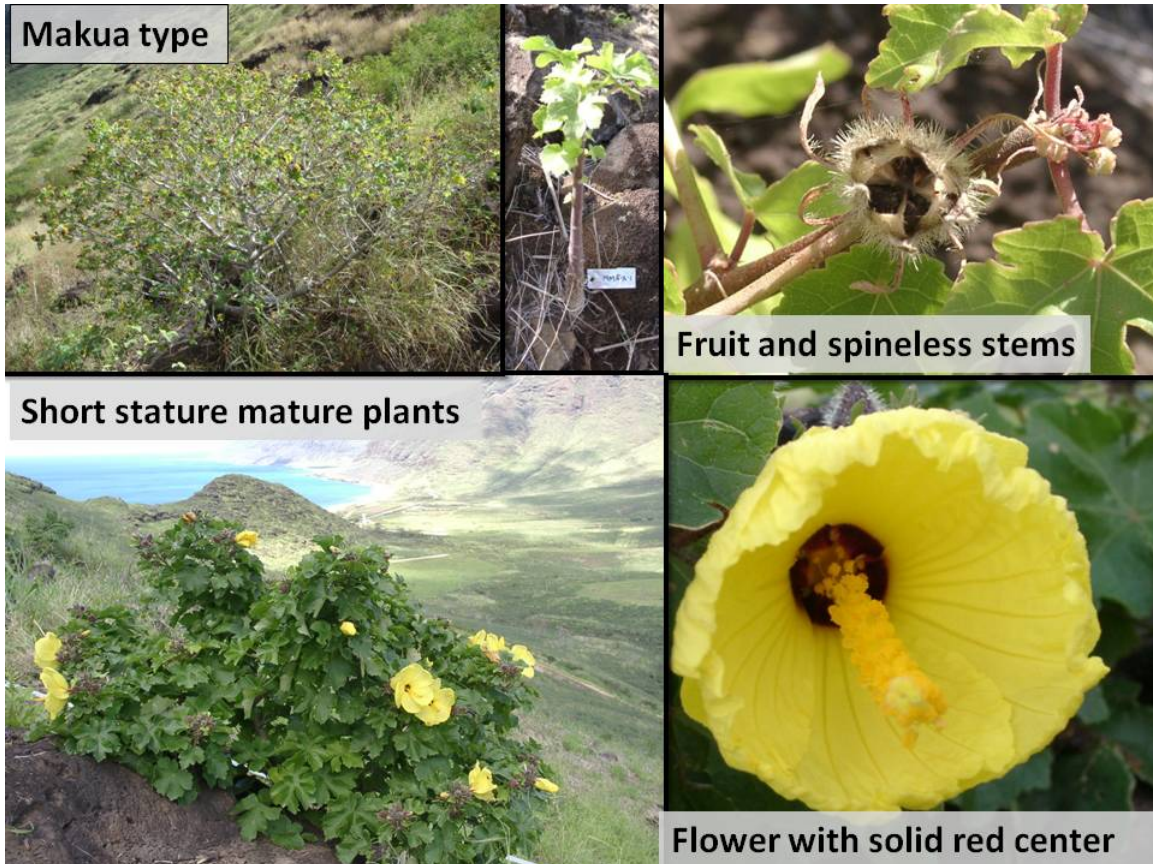 Makua type
Fruit and spineless stems
Short stature mature plants
Flower with solid red center